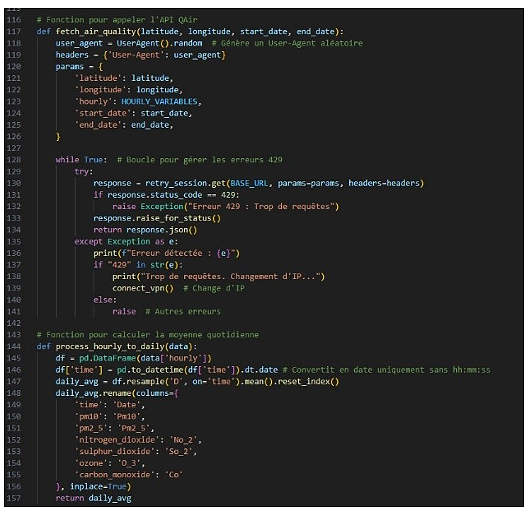 116 # Fonction pour appeler l'API QAir
117 def fetch_air_quality(latitude, longitude, start_date, end_date):
118 user_agent = UserAgent().random # Génère un User-Agent aléatoire
119 headers = {'User-Agent': user_agent}
120 params = {
121 'latitude': latitude,
122 'longitude': longitude,
123 'hourly': HOURLY_VARIABLES,
124 'start_date': start_date,
125 'end_date': end_date,
126 }
127
128 while True: # Boucle pour gérer les erreurs 429
129 try:
130 response = retry_session.get(BASE_URL, params=params, headers=headers)
131 if response.status_code == 429:
132 raise Exception("Erreur 429 : Trop de requêtes")
133 response.raise_for_status()
134 return response.json()
135 except Exception as e:
136 print(f"Erreur détectée : {e}")
137 if "429" in str(e):
138 print("Trop de requêtes. Changement d'IP...")
139 connect_vpn() # Change d'IP
140 else:
141 raise # Autres erreurs
142
143 # Fonction pour calculer la moyenne quotidienne
144 def process_hourly_to_daily(data):
145 df = pd.DataFrame(data['hourly'])
146 df['time'] = pd.to_datetime(df['time']).dt.date # Convertit en date uniquement sans hh:mm:ss
147 daily_avg = df.resample('D', on='time').mean().reset_index()
148 daily_avg.rename(columns={
149 'time': 'Date',
150 'pm10': 'Pm10',
151 'pm2_5': 'Pm2_5',
152 'nitrogen_dioxide': 'No_2',
153 'sulphur_dioxide': 'So_2',
154 'ozone': 'O_3',
155 'carbon_monoxide': 'Co'
156 }, inplace=True)
157 return daily_avg